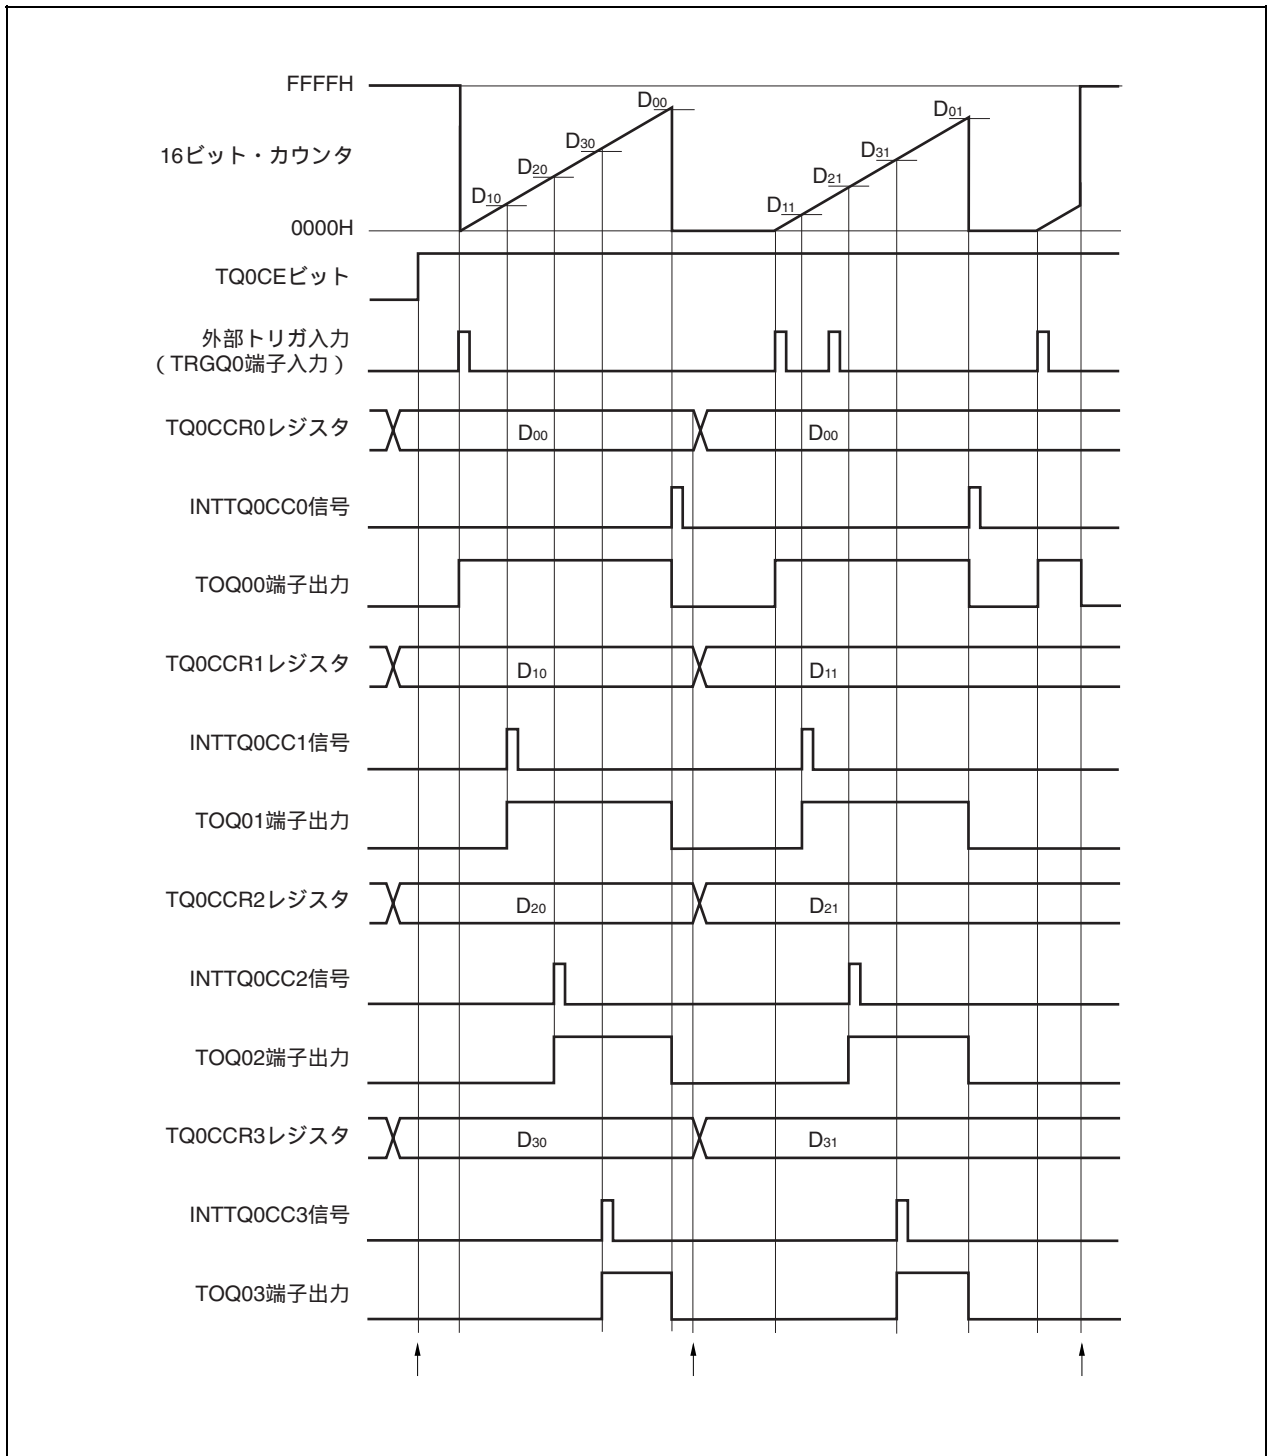 FFFFH
D00
D01
D30
D31
16ビット・カウンタ
D20
D21
D10
D11
0000H
TQ0CEビット
外部トリガ入力
（TRGQ0端子入力）
TQ0CCR0レジスタ
D00
D00
INTTQ0CC0信号
TOQ00端子出力
TQ0CCR1レジスタ
D10
D11
INTTQ0CC1信号
TOQ01端子出力
TQ0CCR2レジスタ
D20
D21
INTTQ0CC2信号
TOQ02端子出力
TQ0CCR3レジスタ
D30
D31
INTTQ0CC3信号
TOQ03端子出力